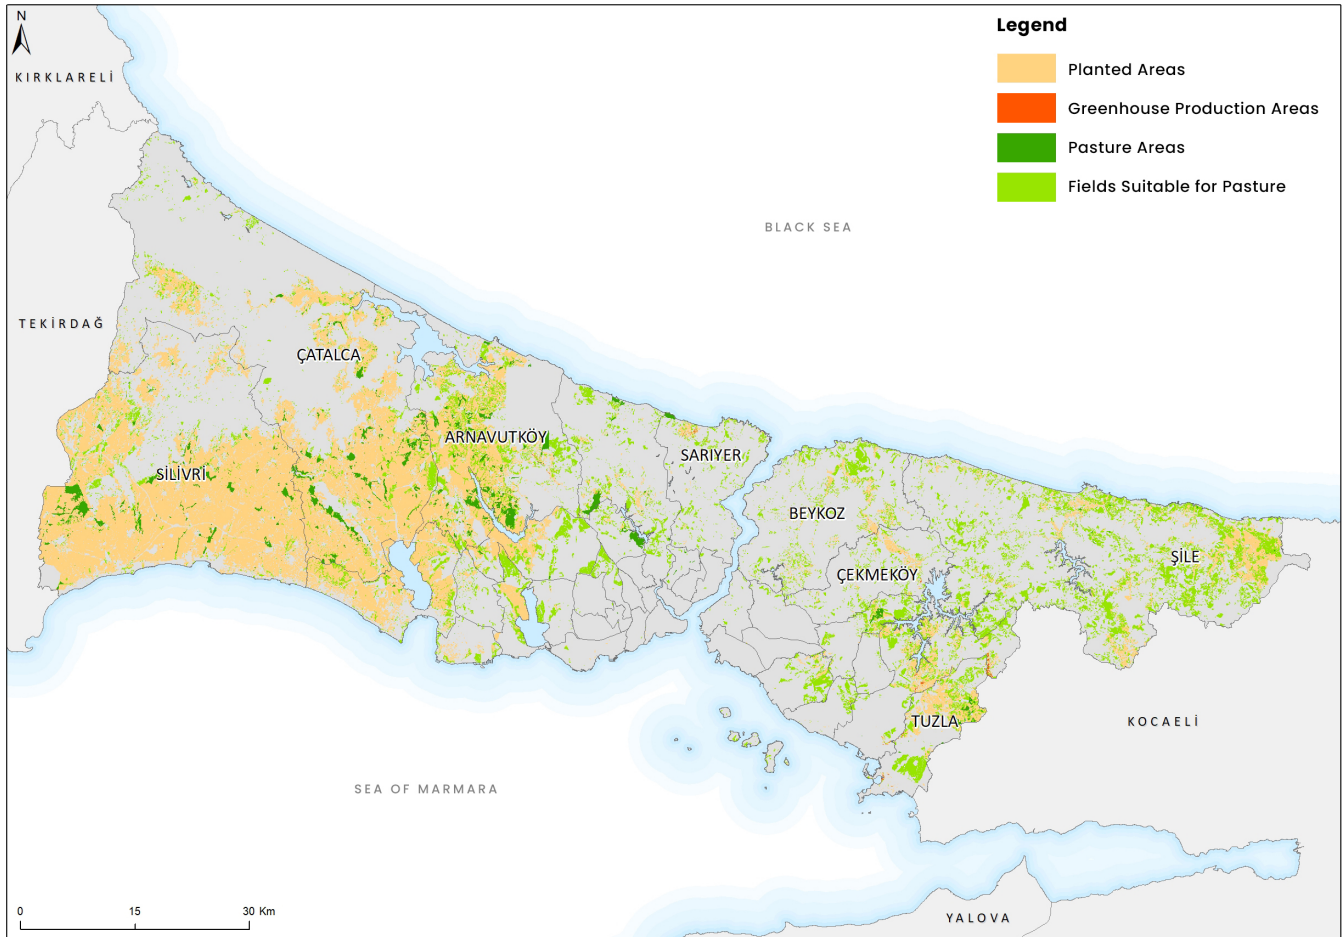 N
KIRKLARELİ
TEKİRDAĞ
Legend
Planted Areas
Greenhouse Production Areas
Pasture Areas
Fields Suitable for Pasture
BLACK SEA
ÇATALCA
ARNAVUTKÖY
SİLİVRİ
SARIYER
BEYKOZ
ÇEKMEKÖY
ŞİLE
TUZLA
KOCAELİ
SEA OF MARMARA
YALOVA
0 15 30 Km